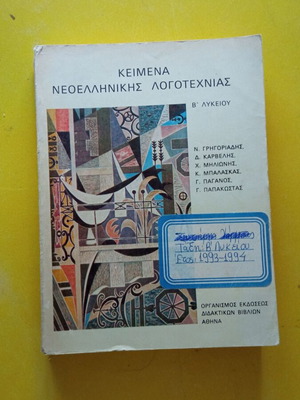 ΚΕΙΜΕΝΑ
ΝΕΟΕΛΛΗΝΙΚΗΣ ΛΟΓΟΤΕΧΝΙΑΣ
Β΄ ΛΥΚΕΙΟΥ
Ν. ΓΡΗΓΟΡΙΑΔΗΣ,
Δ. ΚΑΡΒΕΛΗΣ,
Χ. ΜΗΛΙΩΝΗΣ,
Κ. ΜΠΑΛΑΣΚΑΣ,
Γ. ΠΑΓΑΝΟΣ,
Γ. ΠΑΠΑΚΩΣΤΑΣ
Τάξη: Β΄ Λυκείου
Έτος: 1993-1994
ΟΡΓΑΝΙΣΜΟΣ ΕΚΔΟΣΕΩΣ
ΔΙΔΑΚΤΙΚΩΝ ΒΙΒΛΙΩΝ
ΑΘΗΝΑ